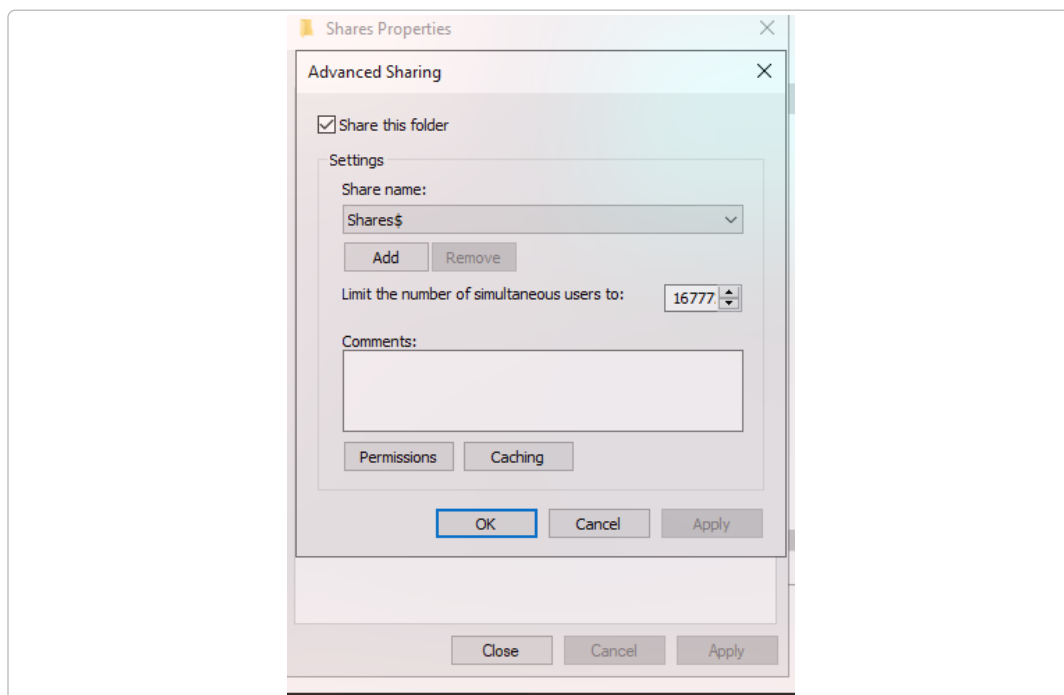 Shares Properties
Advanced Sharing
Share this folder
Settings
Share name:
Shares$
Add Remove
Limit the number of simultaneous users to: 16777
Comments:
Permissions Caching
OK Cancel Apply
Close Cancel Apply